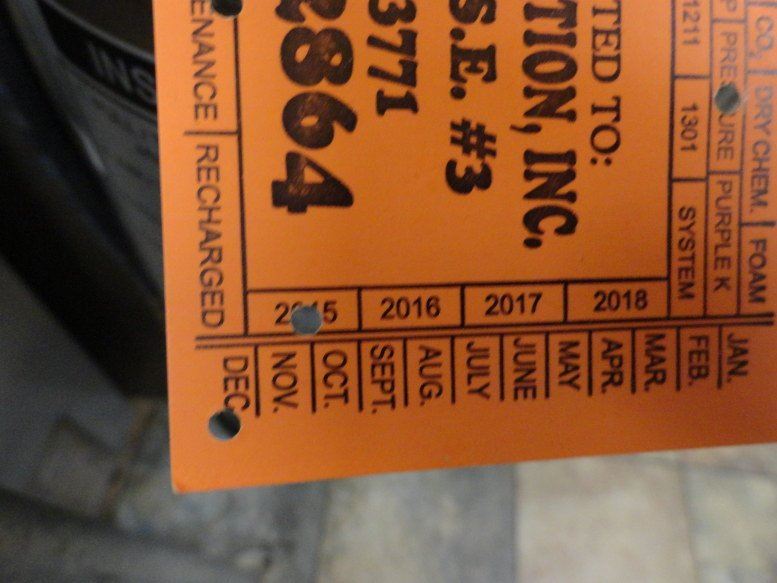 TED TO:
TION, INC.
S.E. #3
3771
2864
ENANCE RECHARGED
CO2 DRY CHEM. FOAM
PURPLE K
1211 1301 SYSTEM
2015 2016 2017 2018
JAN.
FEB.
MAR.
APR.
MAY
JUNE
JULY
AUG.
SEPT.
OCT.
NOV.
DEC.
INS